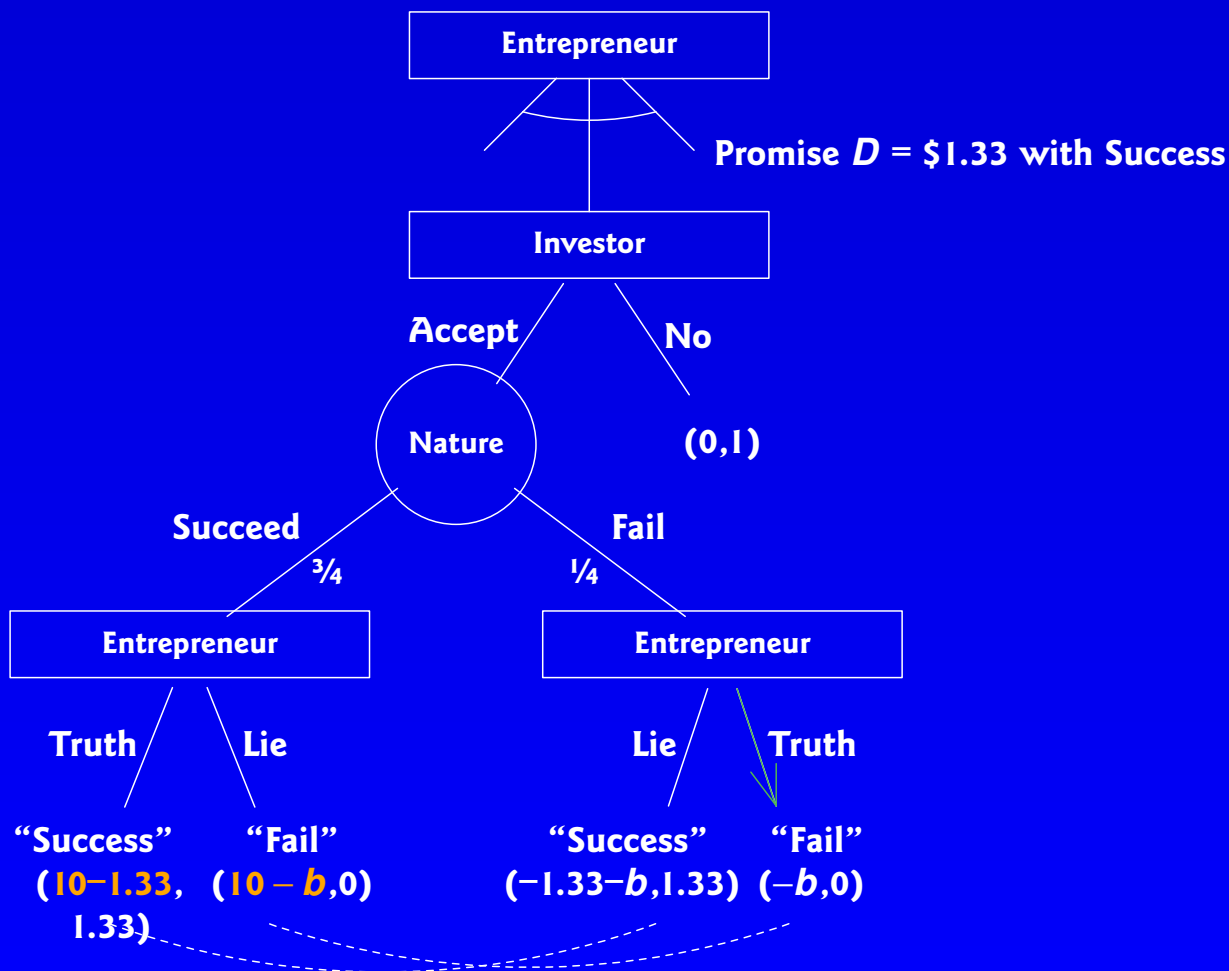 Entrepreneur
Promise D = $1.33 with Success
Investor
Accept
No
Nature
(0,1)
Succeed
Fail
¾
¼
Entrepreneur
Entrepreneur
Truth
Lie
Lie
Truth
“Success”
“Fail”
“Success”
“Fail”
(10–1.33,
(10 – b,0)
(–1.33–b,1.33)
(–b,0)
1.33)